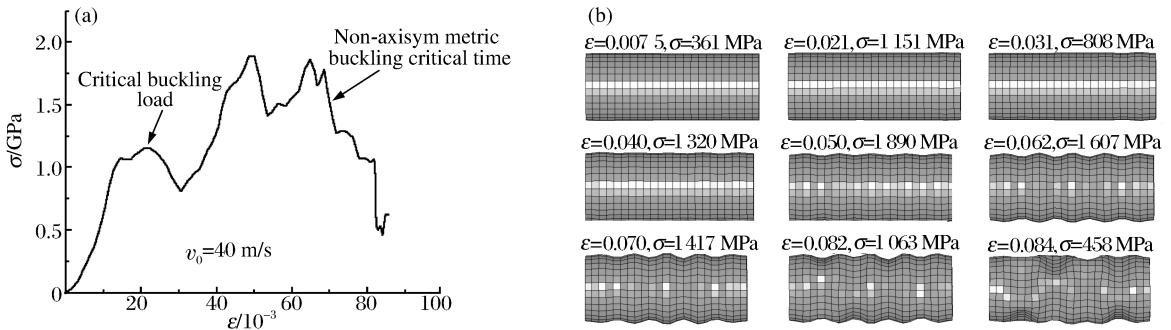 (a)
2.0
1.5
1.0
0.5
0
20
40
60
80
100
σ/GPa
ε/10⁻³
Critical buckling
load
Non-axisym metric
buckling critical time
v₀=40 m/s
(b)
ε=0.007 5, σ=361 MPa
ε=0.021, σ=1 151 MPa
ε=0.031, σ=808 MPa
ε=0.040, σ=1 320 MPa
ε=0.050, σ=1 890 MPa
ε=0.062, σ=1 607 MPa
ε=0.070, σ=1 417 MPa
ε=0.082, σ=1 063 MPa
ε=0.084, σ=458 MPa